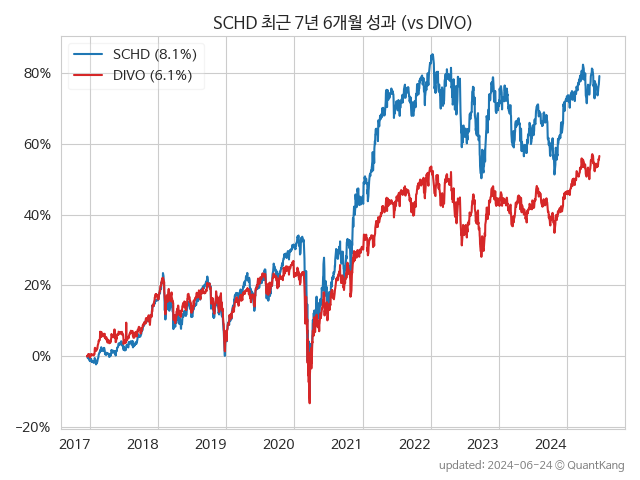 SCHD 최근 7년 6개월 성과 (vs DIVO)
SCHD (8.1%)
DIVO (6.1%)
80%
60%
40%
20%
0%
−20%
2017 2018 2019 2020 2021 2022 2023 2024
updated: 2024-06-24 © QuantKang